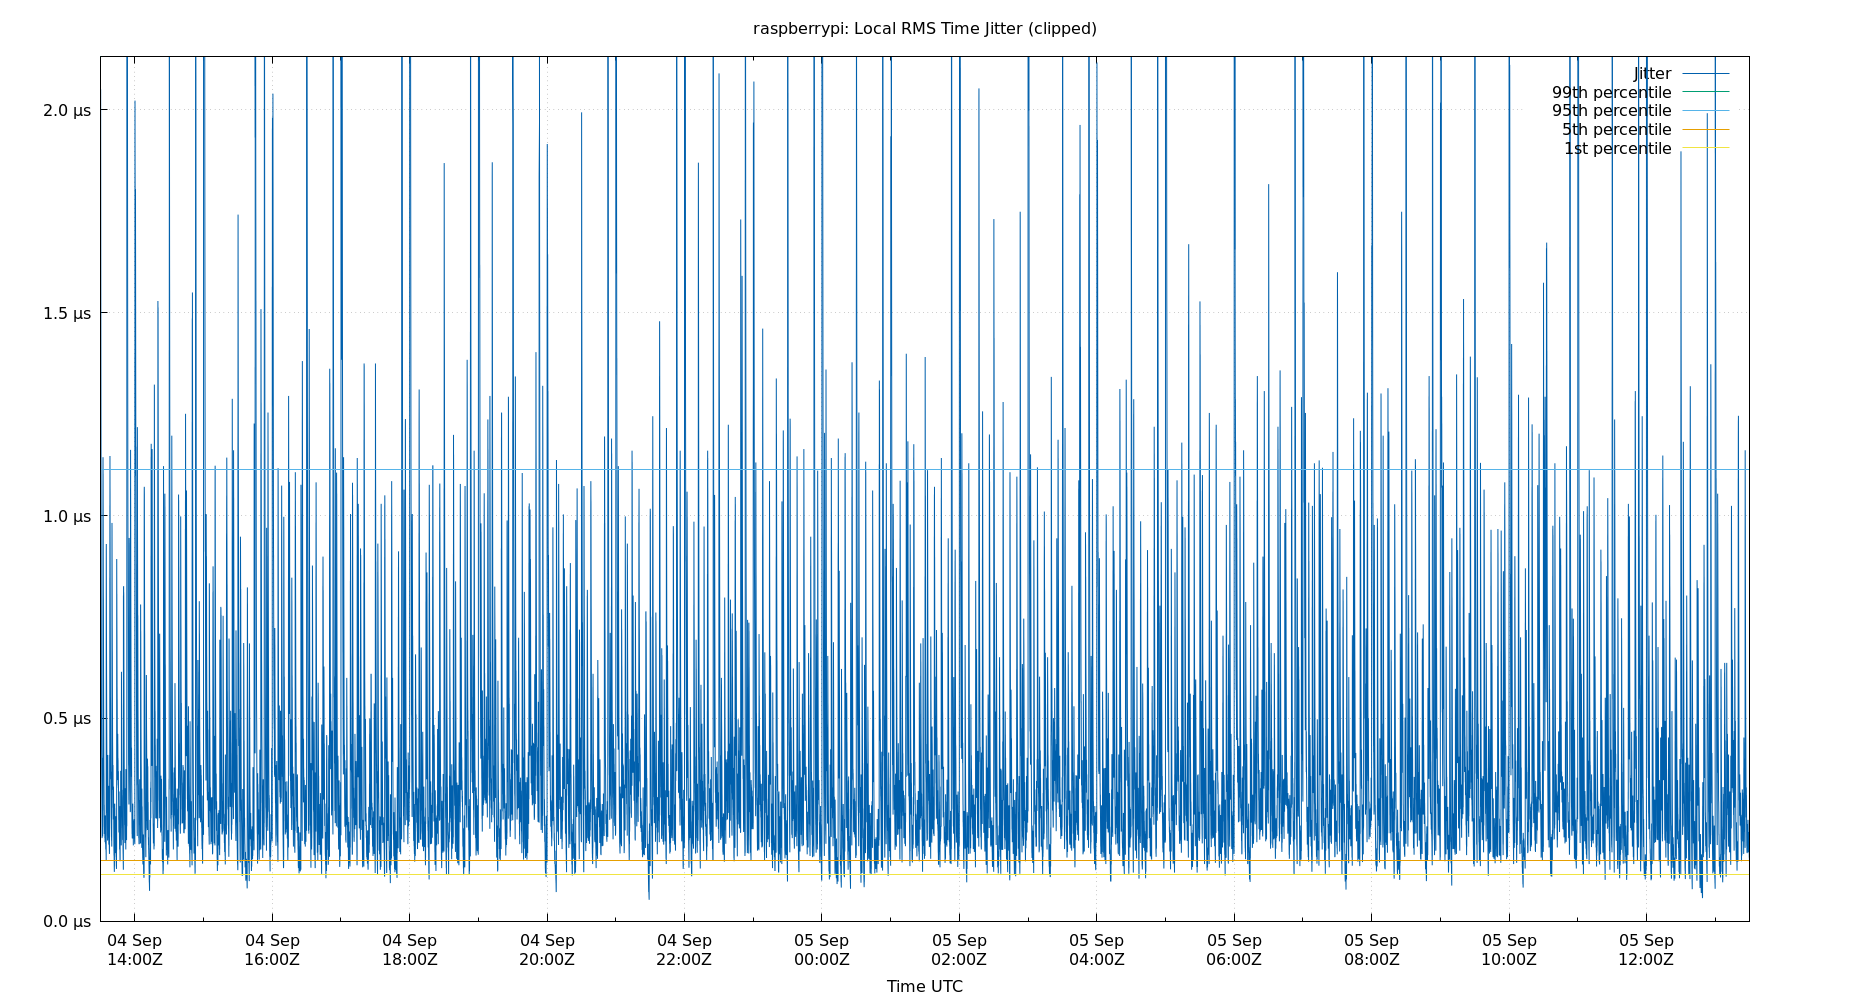 raspberrypi: Local RMS Time Jitter (clipped)
Jitter
99th percentile
95th percentile
5th percentile
1st percentile
2.0 µs
1.5 µs
1.0 µs
0.5 µs
0.0 µs
04 Sep 04 Sep 04 Sep 04 Sep 04 Sep 05 Sep 05 Sep 05 Sep 05 Sep 05 Sep 05 Sep 05 Sep
14:00Z 16:00Z 18:00Z 20:00Z 22:00Z 00:00Z 02:00Z 04:00Z 06:00Z 08:00Z 10:00Z 12:00Z
Time UTC